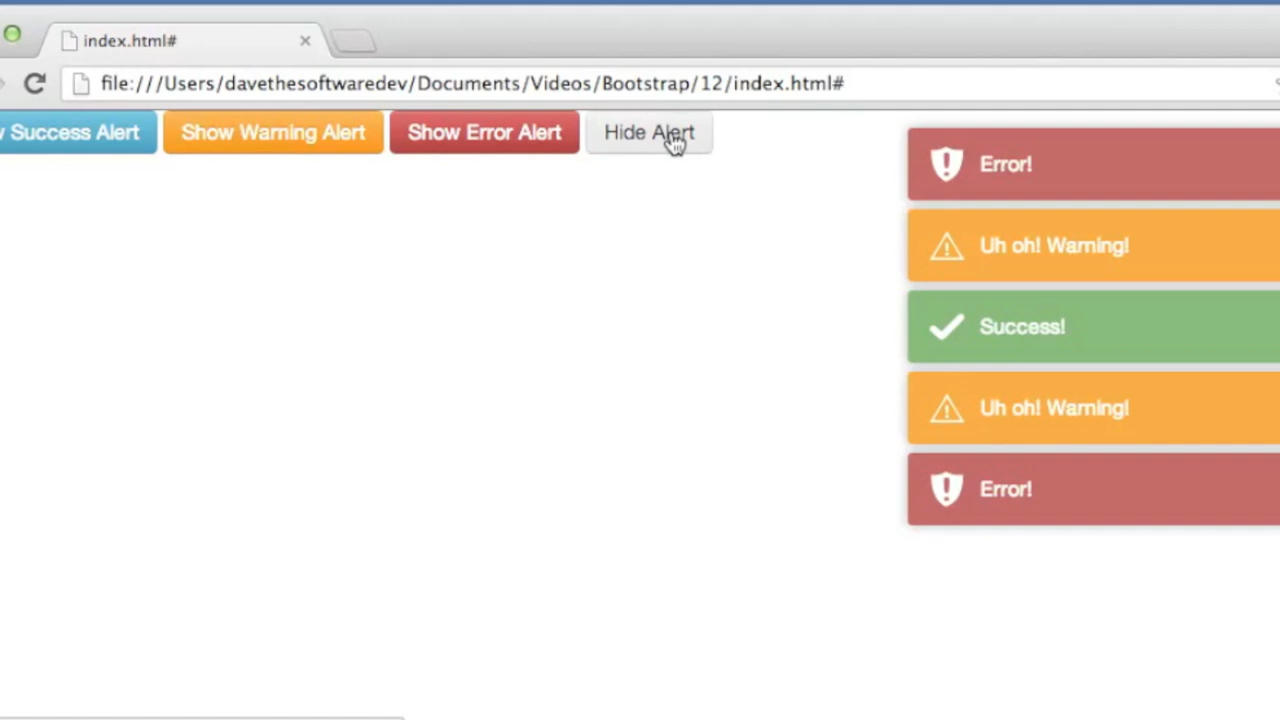 index.html#
file:///Users/davethesoftwaredev/Documents/Videos/Bootstrap/12/index.html#
Success Alert
Show Warning Alert
Show Error Alert
Hide Alert
Error!
Uh oh! Warning!
Success!
Uh oh! Warning!
Error!